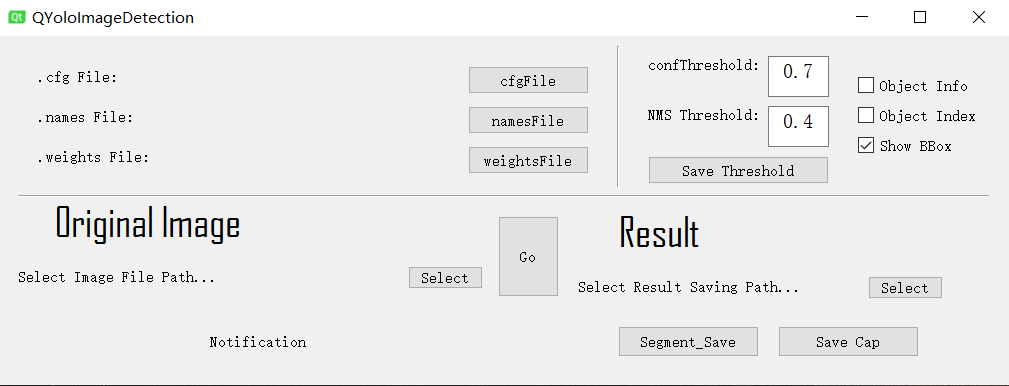 Qt QYoloImageDetection
.cfg File:
cfgFile
.names File:
namesFile
.weights File:
weightsFile
confThreshold:
0.7
NMS Threshold:
0.4
Save Threshold
Object Info
Object Index
Show BBox
Original Image
Select Image File Path...
Select
Go
Result
Select Result Saving Path...
Select
Notification
Segment_Save
Save Cap